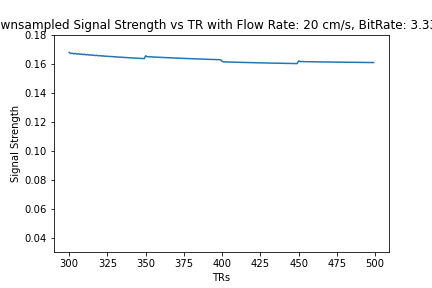 wnsampled Signal Strength vs TR with Flow Rate: 20 cm/s, BitRate: 3.33
0.18
0.16
0.14
0.12
0.10
0.08
0.06
0.04
Signal Strength
300 325 350 375 400 425 450 475 500
TRs